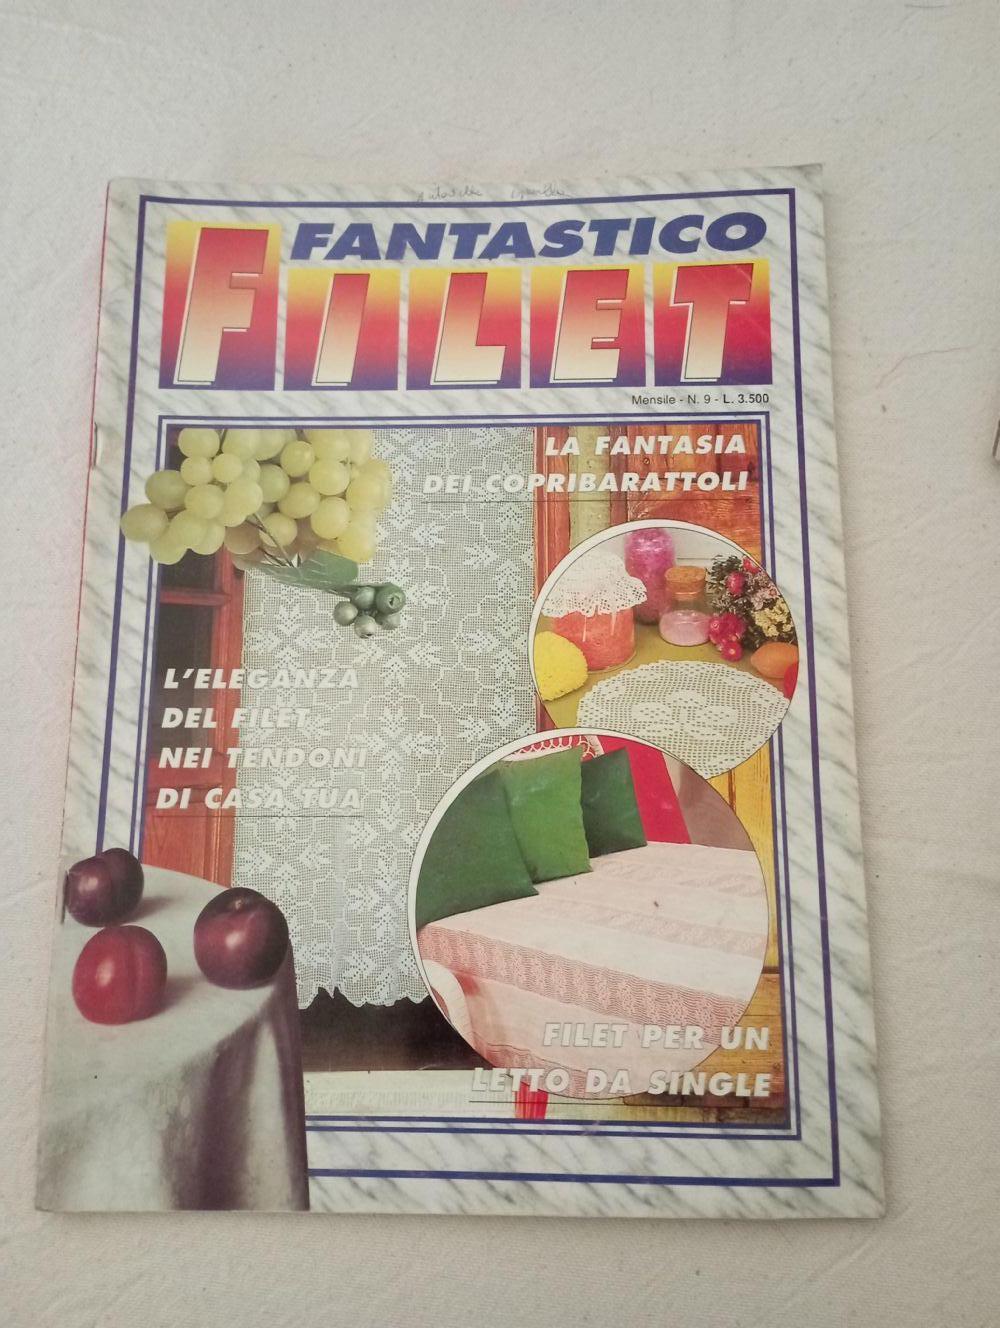 FANTASTICO
FILET
Mensile - N. 9 - L. 3.500
LA FANTASIA
DEI COPRIBARATTOLI
L'ELEGANZA
DEL FILET
NEI TENDONI
DI CASA TUA
FILET PER UN
LETTO DA SINGLE